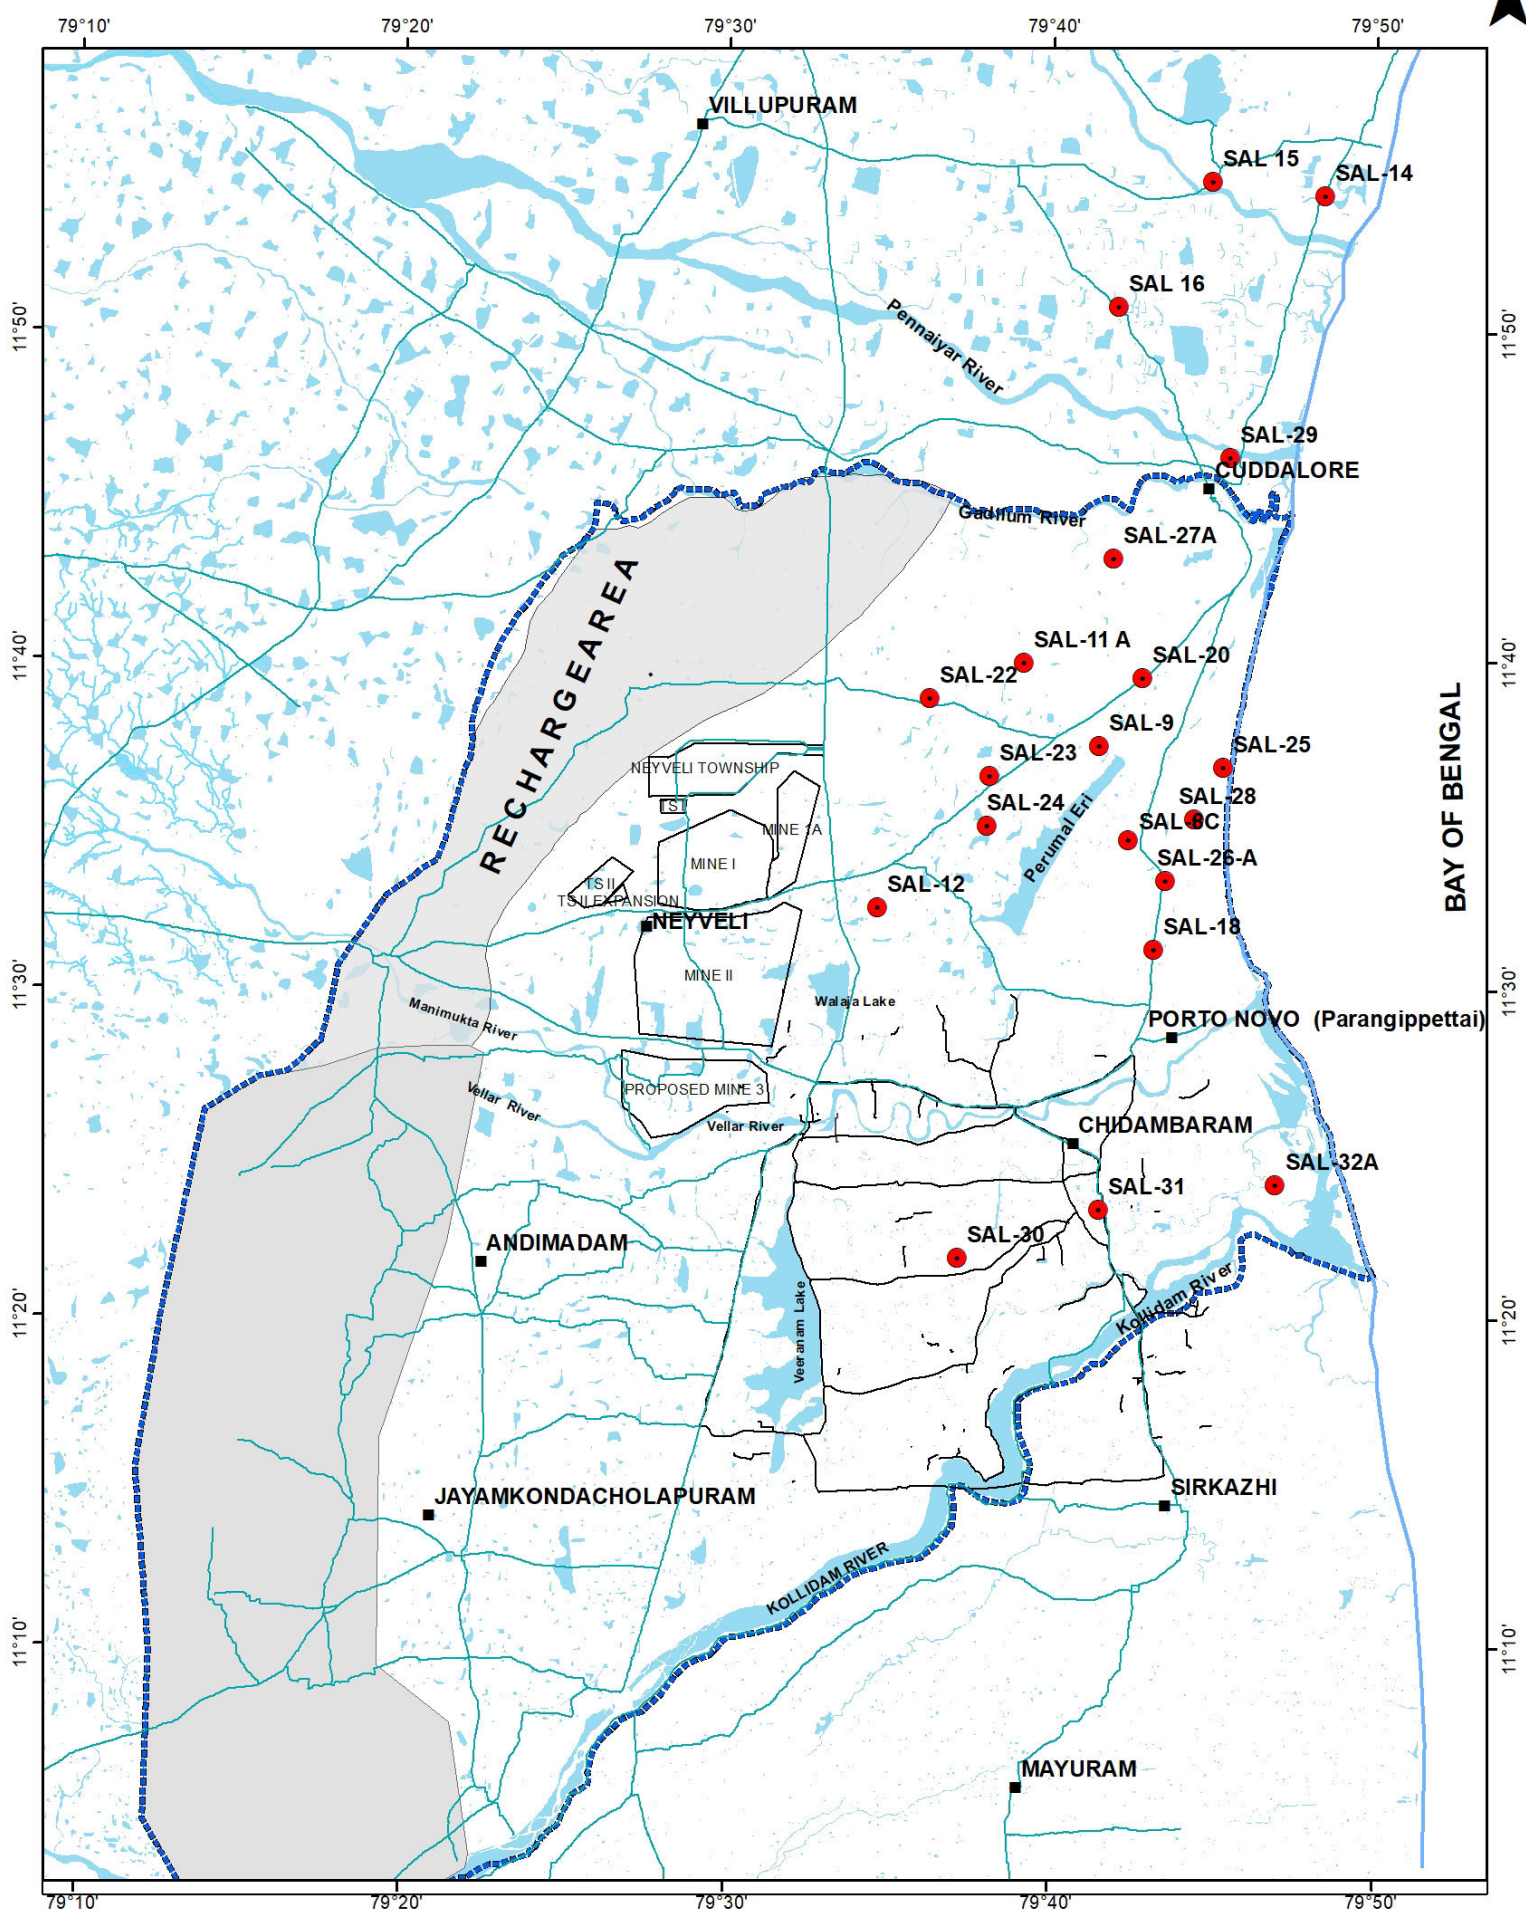 79°10'
79°20'
79°30'
79°40'
79°50'
VILLUPURAM
SAL 15
SAL-14
SAL 16
11°50'
11°50'
Pennaiyar River
SAL-29
CUDDALORE
Gadilum River
SAL-27A
RECHARGEAREA
SAL-11 A
SAL-20
11°40'
11°40'
SAL-22
SAL-9
SAL-25
BAY OF BENGAL
SAL-23
NEYVELI TOWNSHIP
SAL-28
SAL-24
TS I
SAL-8C
MINE 1A
Perumal Eri
SAL-26-A
MINE I
TS II
SAL-12
TS II EXPANSION
NEYVELI
SAL-18
MINE II
11°30'
11°30'
Walaja Lake
Manimukta River
PORTO NOVO (Parangippettai)
PROPOSED MINE 3
Vellar River
Vellar River
CHIDAMBARAM
SAL-32A
SAL-31
SAL-30
ANDIMADAM
Kollidam River
11°20'
11°20'
Veeranam Lake
SIRKAZHI
JAYAMKONDACHOLAPURAM
KOLLIDAM RIVER
11°10'
11°10'
MAYURAM
79°10'
79°20'
79°30'
79°40'
79°50'